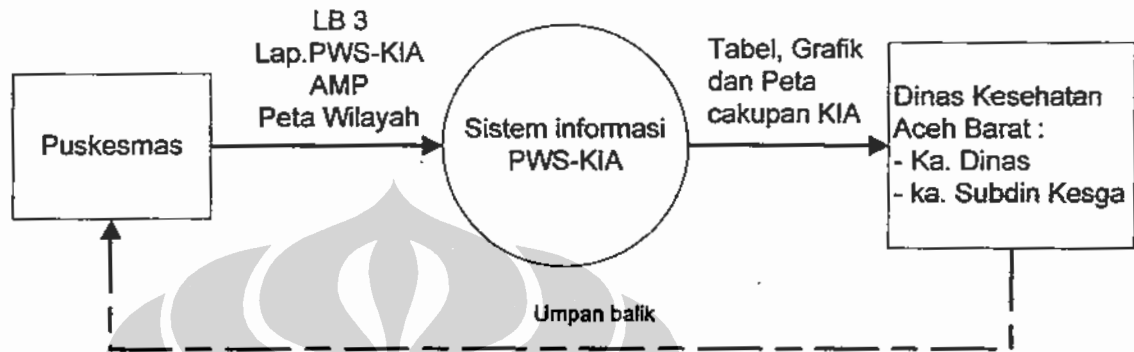 Puskesmas
LB 3
Lap.PWS-KIA
AMP
Peta Wilayah
Sistem informasi
PWS-KIA
Tabel, Grafik
dan Peta
cakupan KIA
Dinas Kesehatan
Aceh Barat :
- Ka. Dinas
- ka. Subdin Kesga
Umpan balik